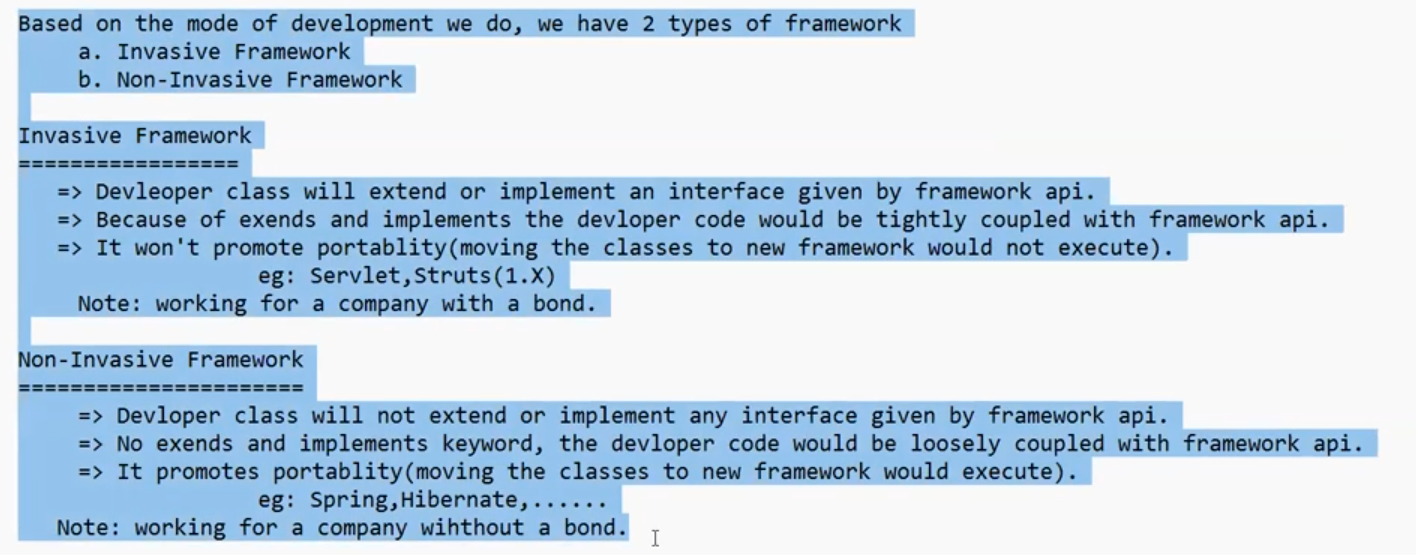 Based on the mode of development we do, we have 2 types of framework
a. Invasive Framework
b. Non-Invasive Framework
Invasive Framework
=================
=> Devleoper class will extend or implement an interface given by framework api.
=> Because of exends and implements the devloper code would be tightly coupled with framework api.
=> It won't promote portablity(moving the classes to new framework would not execute).
eg: Servlet,Struts(1.X)
Note: working for a company with a bond.
Non-Invasive Framework
======================
=> Devloper class will not extend or implement any interface given by framework api.
=> No exends and implements keyword, the devloper code would be loosely coupled with framework api.
=> It promotes portablity(moving the classes to new framework would execute).
eg: Spring,Hibernate,......
Note: working for a company wihthout a bond.